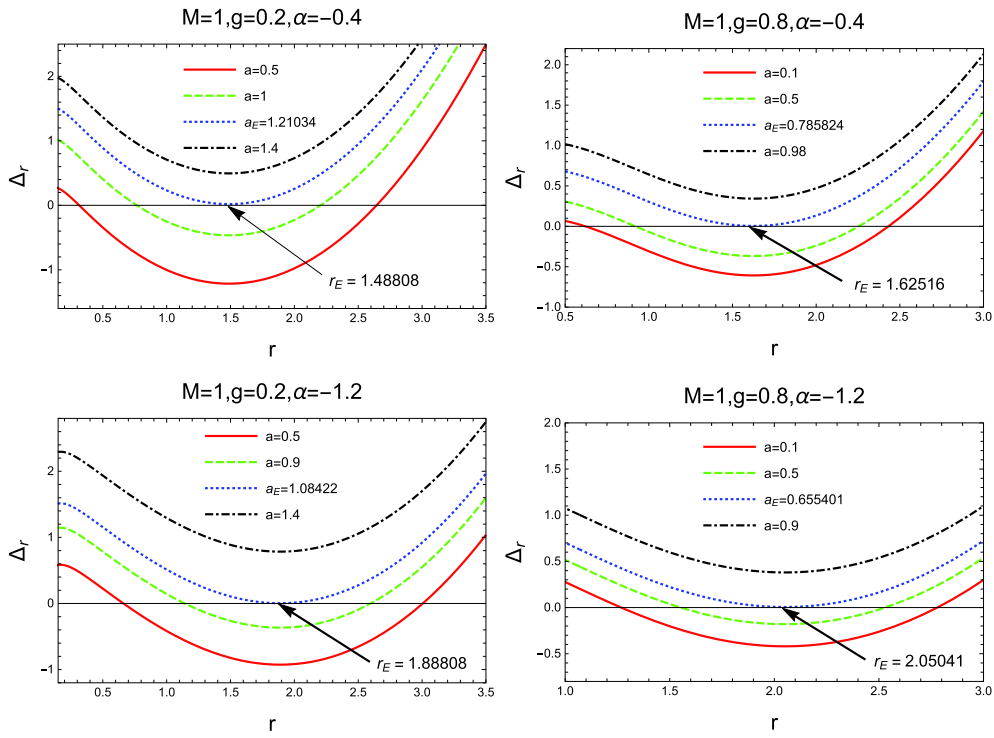 M=1,g=0.2,α=−0.4
a=0.5
a=1
a_E=1.21034
a=1.4
Δ_r
2
1
0
−1
r_E = 1.48808
0.5 1.0 1.5 2.0 2.5 3.0 3.5
r
M=1,g=0.8,α=−0.4
a=0.1
a=0.5
a_E=0.785824
a=0.98
Δ_r
2.0
1.5
1.0
0.5
0.0
−0.5
−1.0
r_E = 1.62516
0.5 1.0 1.5 2.0 2.5 3.0
r
M=1,g=0.2,α=−1.2
a=0.5
a=0.9
a_E=1.08422
a=1.4
Δ_r
2
1
0
−1
r_E = 1.88808
0.5 1.0 1.5 2.0 2.5 3.0 3.5
r
M=1,g=0.8,α=−1.2
a=0.1
a=0.5
a_E=0.655401
a=0.9
Δ_r
2.0
1.5
1.0
0.5
0.0
−0.5
r_E = 2.05041
1.0 1.5 2.0 2.5 3.0
r